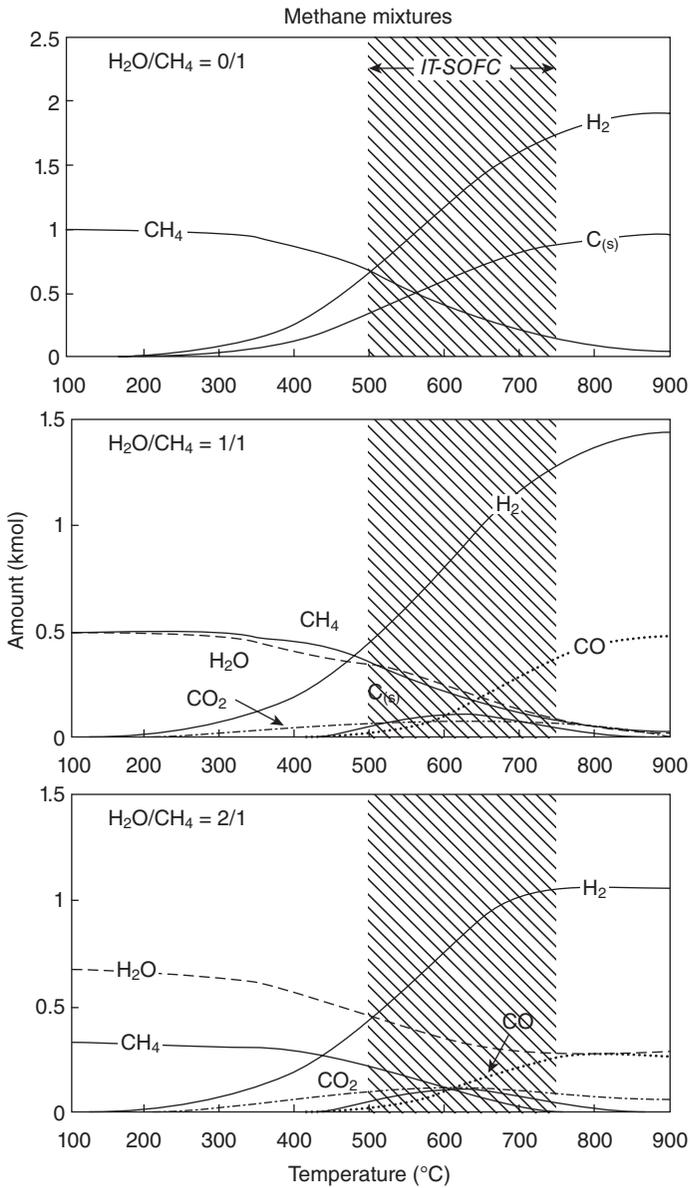 Methane mixtures
2.5
H₂O/CH₄ = 0/1
IT-SOFC
2
H₂
1.5
1
CH₄
C₍ₛ₎
0.5
0
100 200 300 400 500 600 700 800 900
1.5
H₂O/CH₄ = 1/1
H₂
1
Amount (kmol)
CH₄
0.5
CO
H₂O
C₍ₛ₎
CO₂
0
100 200 300 400 500 600 700 800 900
1.5
H₂O/CH₄ = 2/1
H₂
1
H₂O
0.5
CO
CH₄
CO₂
0
100 200 300 400 500 600 700 800 900
Temperature (°C)